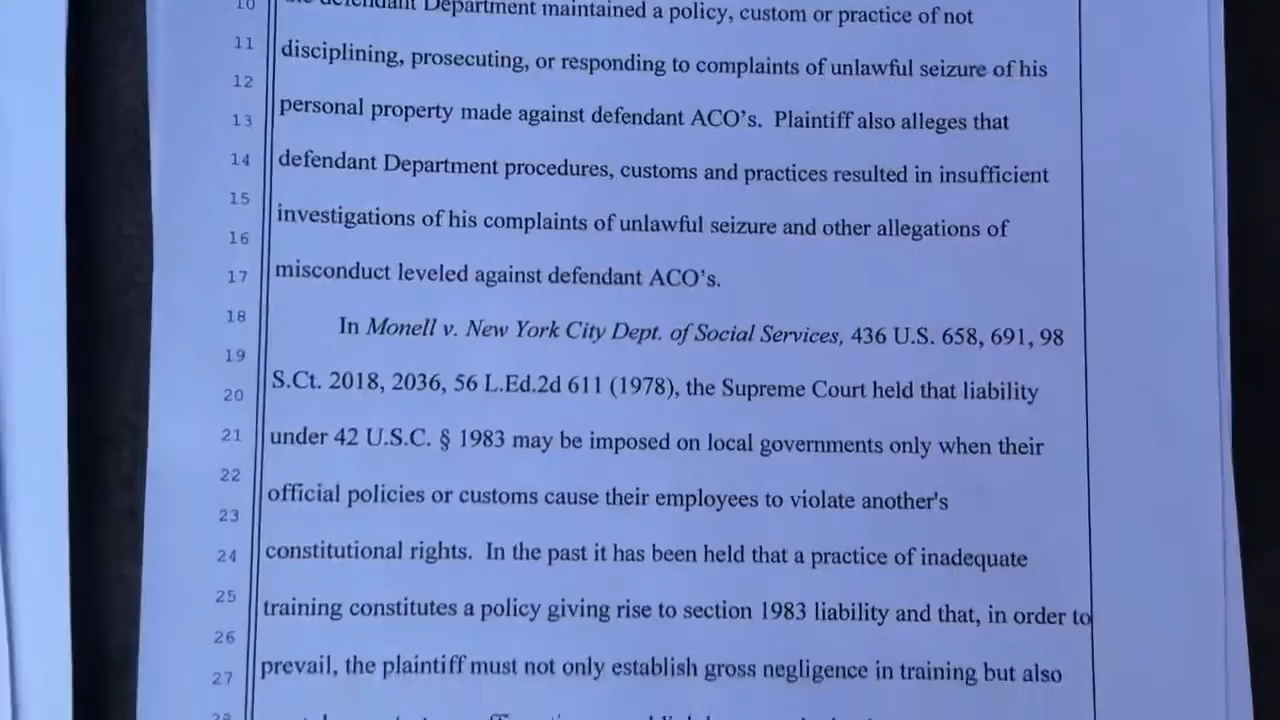 10 defendant Department maintained a policy, custom or practice of not
11
disciplining, prosecuting, or responding to complaints of unlawful seizure of his
12
personal property made against defendant ACO's. Plaintiff also alleges that
13
14 defendant Department procedures, customs and practices resulted in insufficient
15
investigations of his complaints of unlawful seizure and other allegations of
16
17 misconduct leveled against defendant ACO's.
18 In Monell v. New York City Dept. of Social Services, 436 U.S. 658, 691, 98
19
20 S.Ct. 2018, 2036, 56 L.Ed.2d 611 (1978), the Supreme Court held that liability
21 under 42 U.S.C. § 1983 may be imposed on local governments only when their
22
official policies or customs cause their employees to violate another's
23
24 constitutional rights. In the past it has been held that a practice of inadequate
25
training constitutes a policy giving rise to section 1983 liability and that, in order to
26
27 prevail, the plaintiff must not only establish gross negligence in training but also